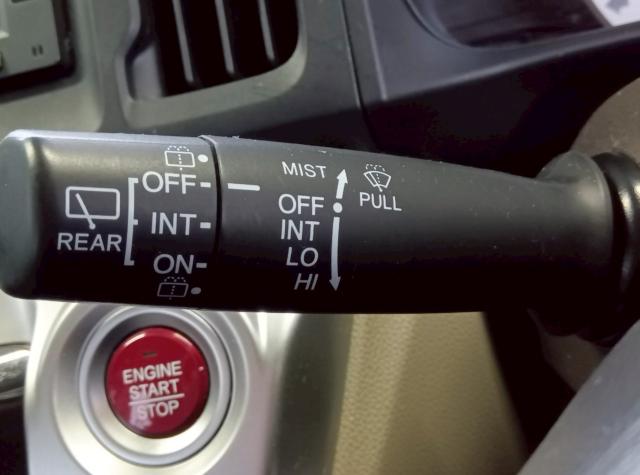 REAR
OFF
INT
ON
MIST
OFF
INT
LO
HI
PULL
ENGINE
START
STOP